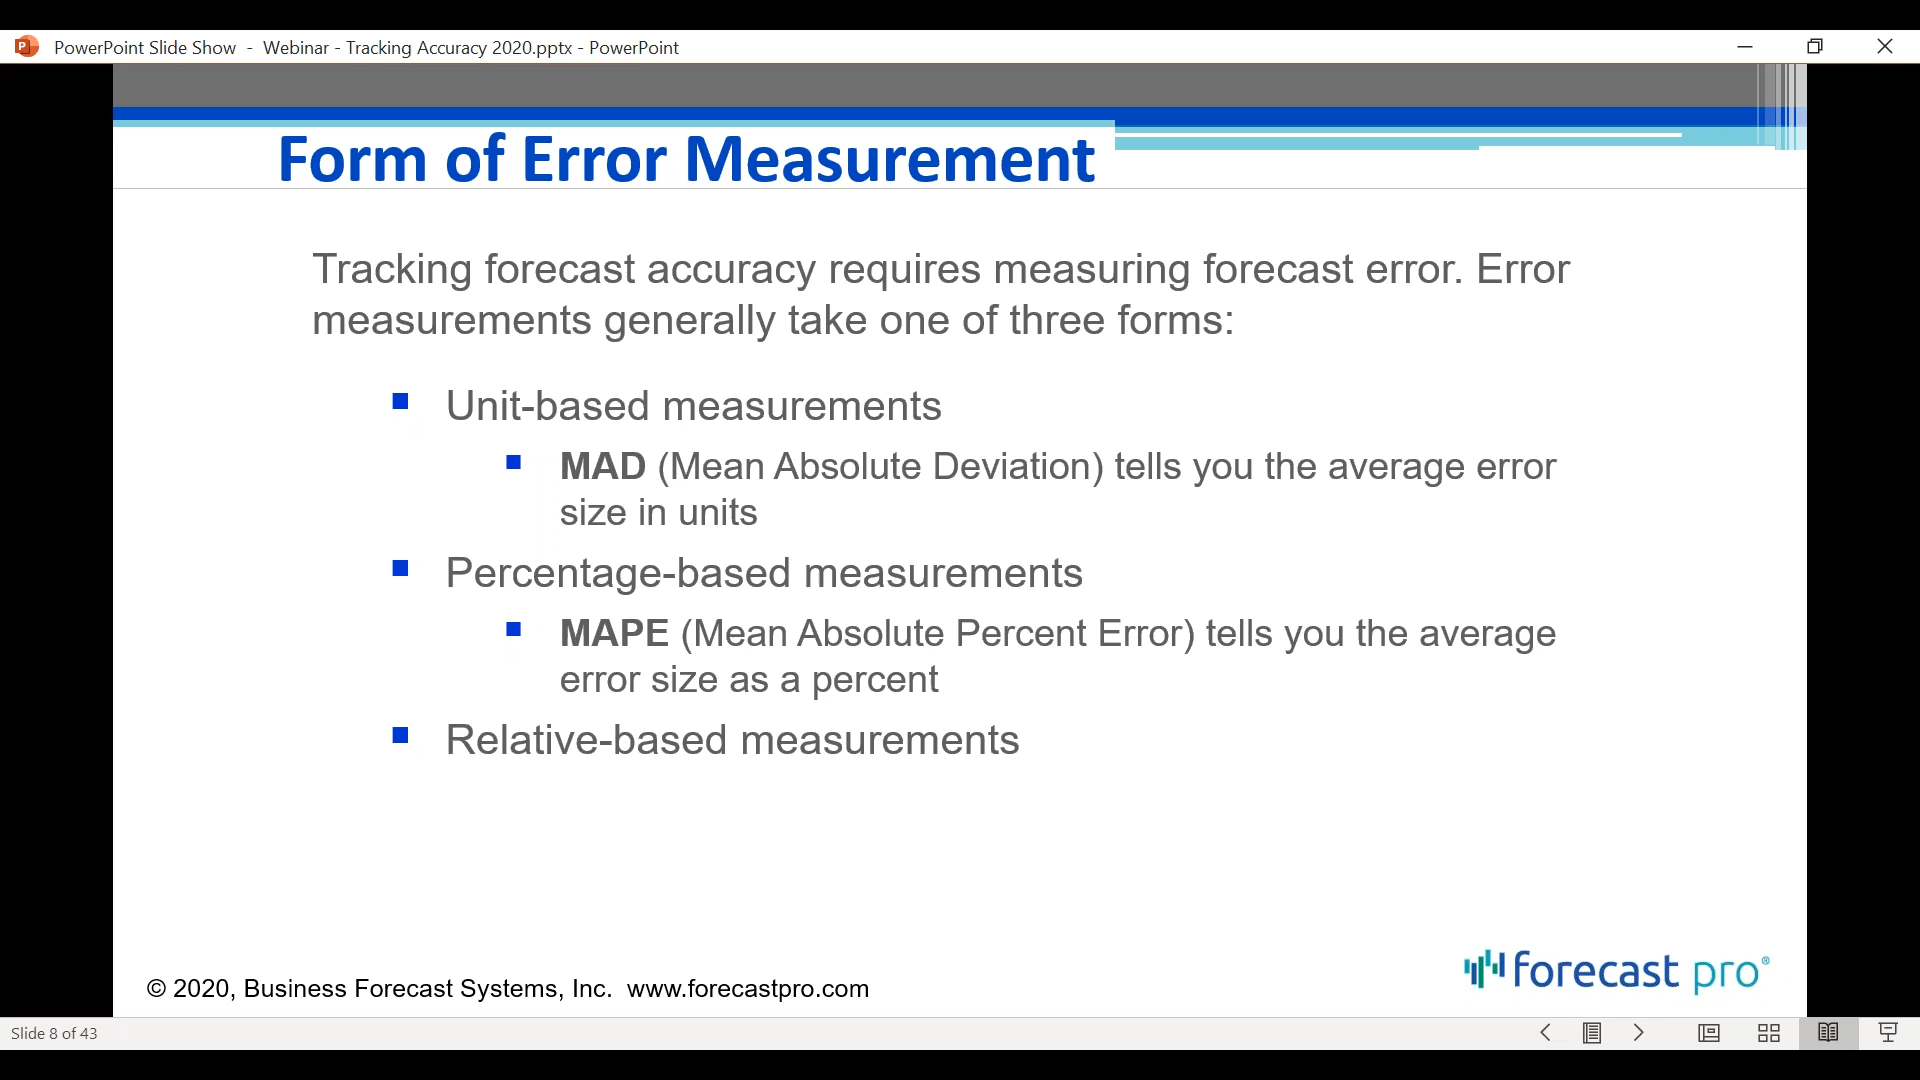 PowerPoint Slide Show - Webinar - Tracking Accuracy 2020.pptx - PowerPoint
Form of Error Measurement
Tracking forecast accuracy requires measuring forecast error. Error
measurements generally take one of three forms:
Unit-based measurements
MAD (Mean Absolute Deviation) tells you the average error
size in units
Percentage-based measurements
MAPE (Mean Absolute Percent Error) tells you the average
error size as a percent
Relative-based measurements
forecast pro®
© 2020, Business Forecast Systems, Inc. www.forecastpro.com
Slide 8 of 43